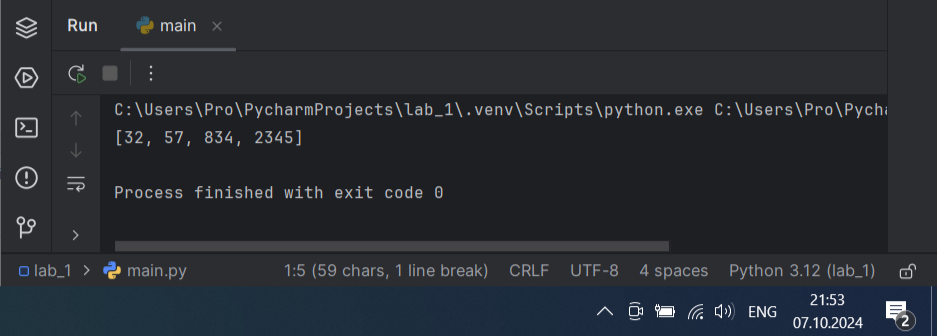 Run main
C:\Users\Pro\PycharmProjects\lab_1\.venv\Scripts\python.exe C:\Users\Pro\Pycha
[32, 57, 834, 2345]
Process finished with exit code 0
lab_1 > main.py 1:5 (59 chars, 1 line break) CRLF UTF-8 4 spaces Python 3.12 (lab_1)
ENG 21:53
07.10.2024 2